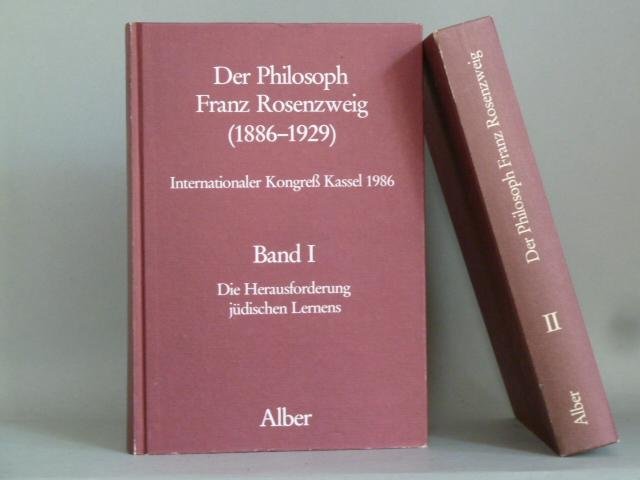 Der Philosoph
Franz Rosenzweig
(1886–1929)
Internationaler Kongreß Kassel 1986
Band I
Die Herausforderung
jüdischen Lernens
Alber
Der Philosoph Franz Rosenzweig
II
Alber